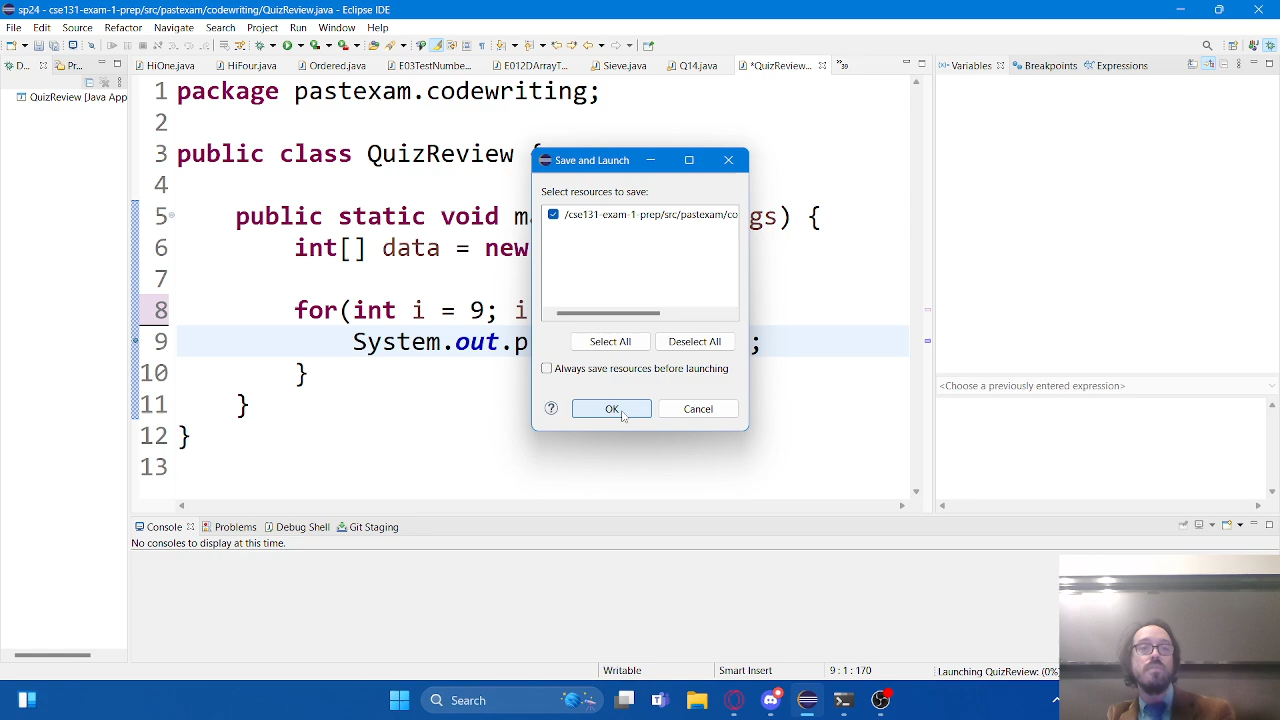 sp24 - cse131-exam-1-prep/src/pastexam/codewriting/QuizReview.java - Eclipse IDE
File Edit Source Refactor Navigate Search Project Run Window Help
D... Pr... HiOne.java HiFour.java Ordered.java E03TestNumbe... E012DArrayT... Sieve.java Q14.java *QuizReview... 39 Variables Breakpoints Expressions
QuizReview [Java App
1 package pastexam.codewriting;
2
3 public class QuizReview {
4
5 public static void m gs) {
6 int[] data = new
7
8 for(int i = 9; i
9 System.out.p ;
10 }
11 }
12 }
13
Save and Launch
Select resources to save:
/cse131-exam-1-prep/src/pastexam/co
Select All Deselect All
Always save resources before launching
? OK Cancel
<Choose a previously entered expression>
Console Problems Debug Shell Git Staging
No consoles to display at this time.
Writable Smart Insert 9 : 1 : 170 Launching QuizReview: (0%)
Search